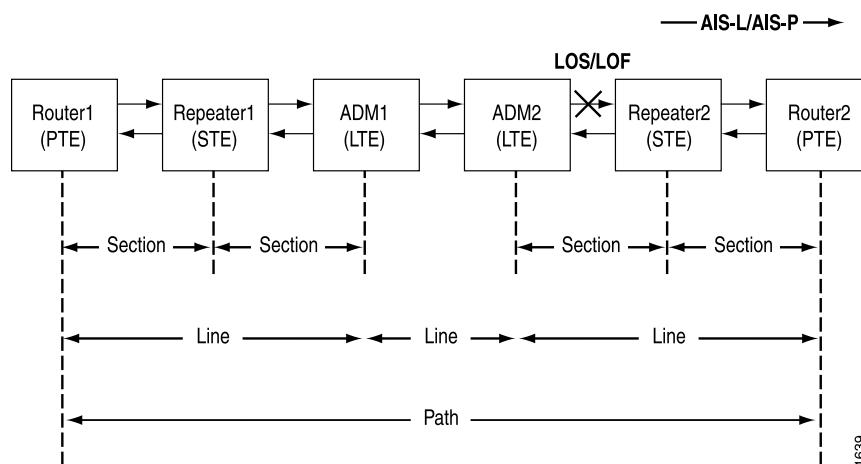 AIS-L/AIS-P
LOS/LOF
Router1
(PTE)
Repeater1
(STE)
ADM1
(LTE)
ADM2
(LTE)
Repeater2
(STE)
Router2
(PTE)
Section
Section
Section
Section
Line
Line
Line
Path